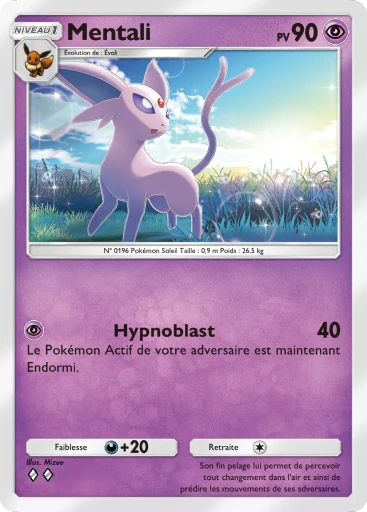 NIVEAU 1
Mentali
PV 90
Évolution de : Évoli
N° 0196 Pokémon Soleil Taille : 0,9 m Poids : 26,5 kg
Hypnoblast 40
Le Pokémon Actif de votre adversaire est maintenant
Endormi.
Faiblesse +20
Retraite
Illus. Mizue
Son fin pelage lui permet de percevoir
tout changement dans l'air et ainsi de
prédire les mouvements de ses adversaires.